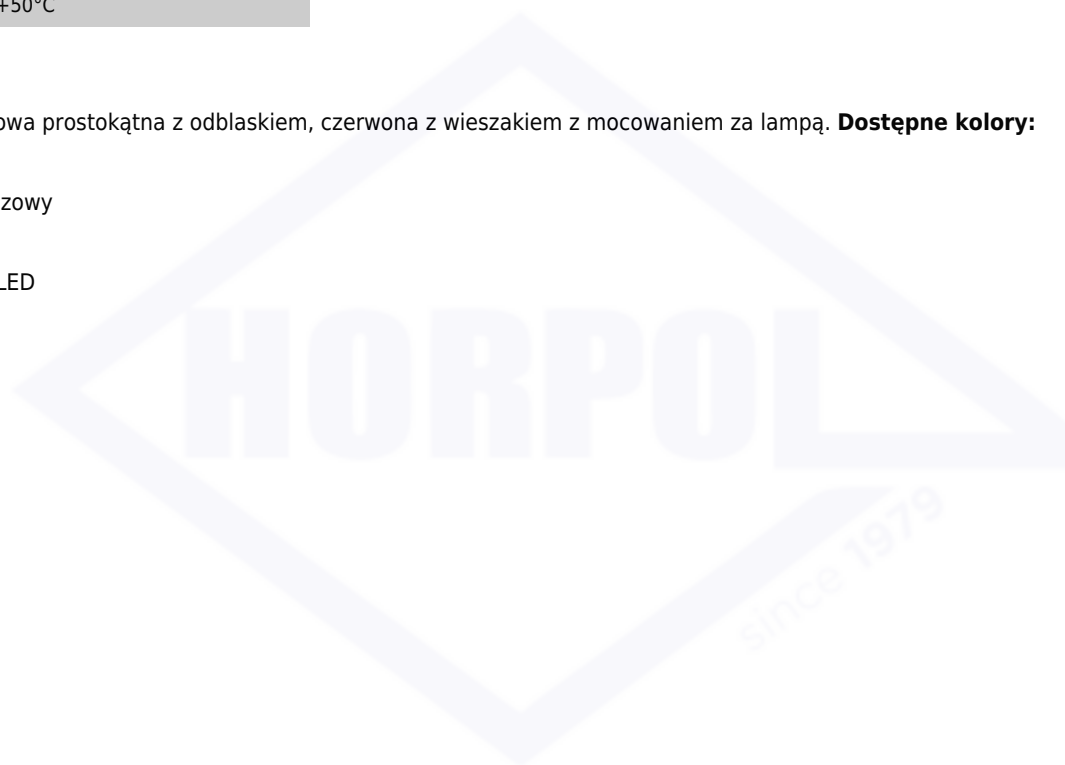 +50°C
owa prostokątna z odblaskiem, czerwona z wieszakiem z mocowaniem za lampą. Dostępne kolory:
zowy
LED
HORPOL
since 1979